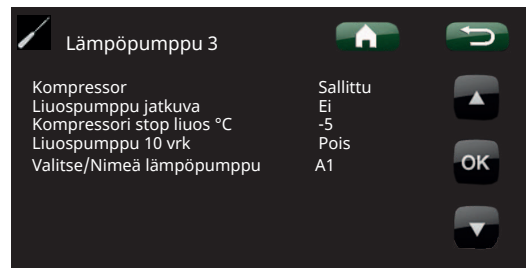 Lämpöpumppu 3
Kompressor Sallittu
Liuospumppu jatkuva Ei
Kompressori stop liuos °C -5
Liuospumppu 10 vrk Pois
Valitse/Nimeä lämpöpumppu A1
OK